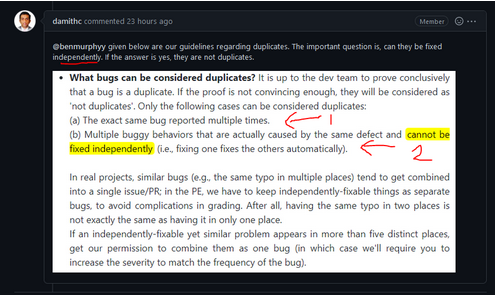 damithc commented 23 hours ago
Member
@benmurphyy given below are our guidelines regarding duplicates. The important question is, can they be fixed
independently. If the answer is yes, they are not duplicates.
• What bugs can be considered duplicates? It is up to the dev team to prove conclusively
that a bug is a duplicate. If the proof is not convincing enough, they will be considered as
'not duplicates'. Only the following cases can be considered duplicates:
(a) The exact same bug reported multiple times.
1
(b) Multiple buggy behaviors that are actually caused by the same defect and cannot be
fixed independently (i.e., fixing one fixes the others automatically).
2
In real projects, similar bugs (e.g., the same typo in multiple places) tend to get combined
into a single issue/PR; in the PE, we have to keep independently-fixable things as separate
bugs, to avoid complications in grading. After all, having the same typo in two places is
not exactly the same as having it in only one place.
If an independently-fixable yet similar problem appears in more than five distinct places,
get our permission to combine them as one bug (in which case we'll require you to
increase the severity to match the frequency of the bug).